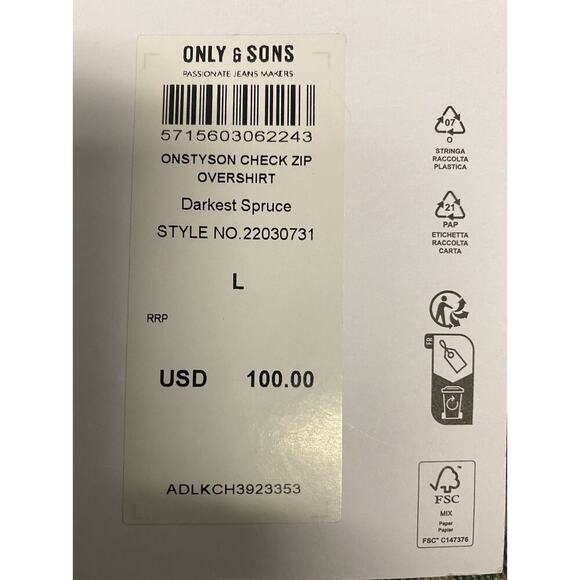 ONLY & SONS
PASSIONATE JEANS MAKERS
5715603062243
ONSTYSON CHECK ZIP
OVERSHIRT
Darkest Spruce
STYLE NO.22030731
L
RRP
USD 100.00
ADLKCH3923353
07
O
STRINGA
RACCOLTA
PLASTICA
21
PAP
ETICHETTA
RACCOLTA
CARTA
FR
FSC
MIX
Paper
Papier
FSC™ C147376